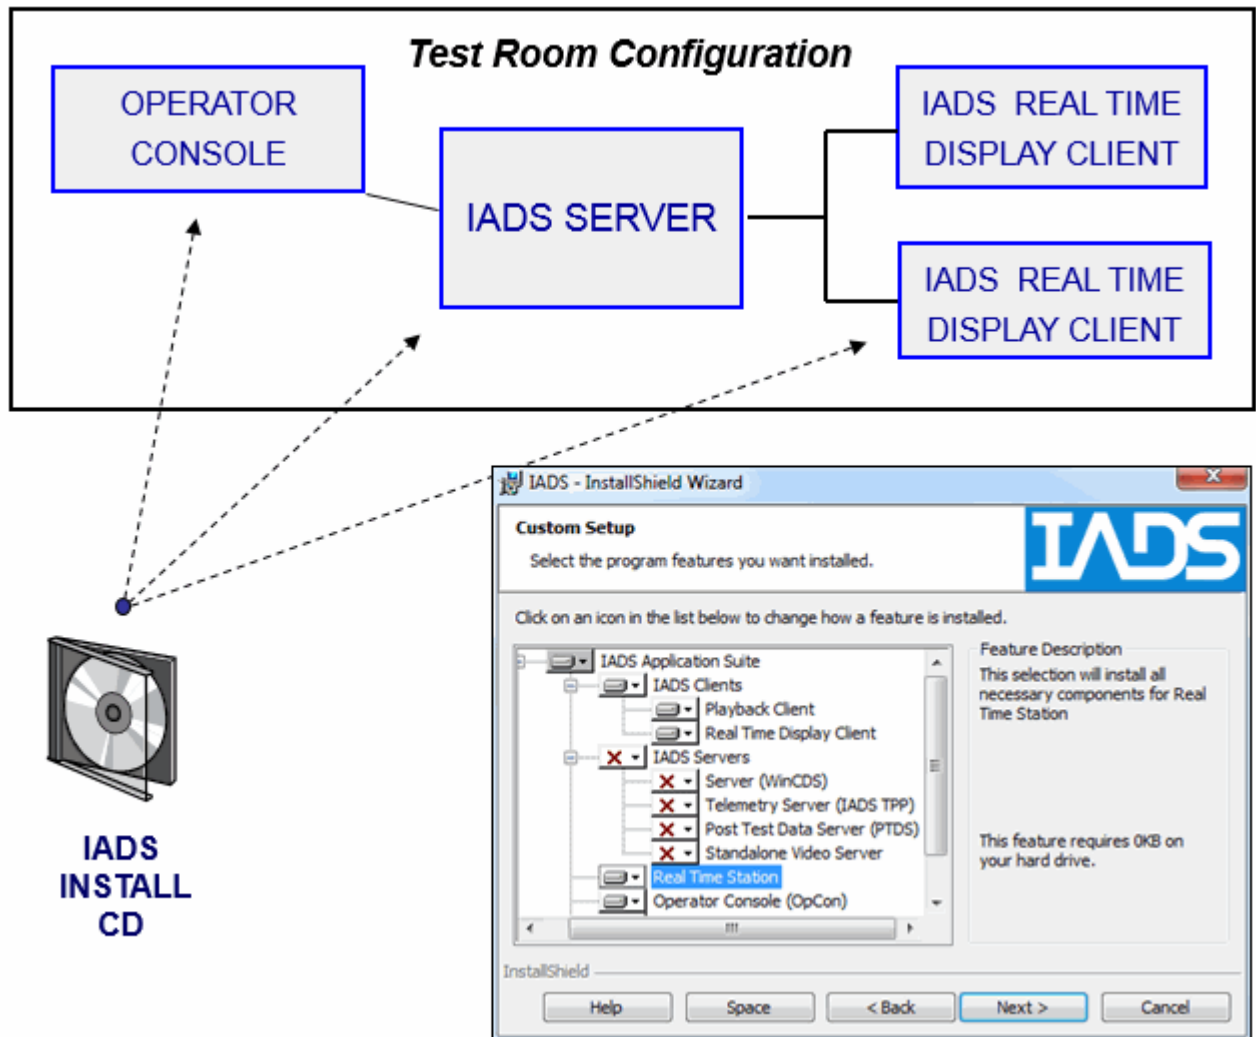 Test Room Configuration
OPERATOR
CONSOLE
IADS SERVER
IADS REAL TIME
DISPLAY CLIENT
IADS REAL TIME
DISPLAY CLIENT
IADS
INSTALL
CD
IADS - InstallShield Wizard
Custom Setup
Select the program features you want installed.
IADS
Click on an icon in the list below to change how a feature is installed.
IADS Application Suite
IADS Clients
Playback Client
Real Time Display Client
IADS Servers
Server (WinCDS)
Telemetry Server (IADS TPP)
Post Test Data Server (PTDS)
Standalone Video Server
Real Time Station
Operator Console (OpCon)
Feature Description
This selection will install all
necessary components for Real
Time Station
This feature requires 0KB on
your hard drive.
InstallShield
Help
Space
< Back
Next >
Cancel